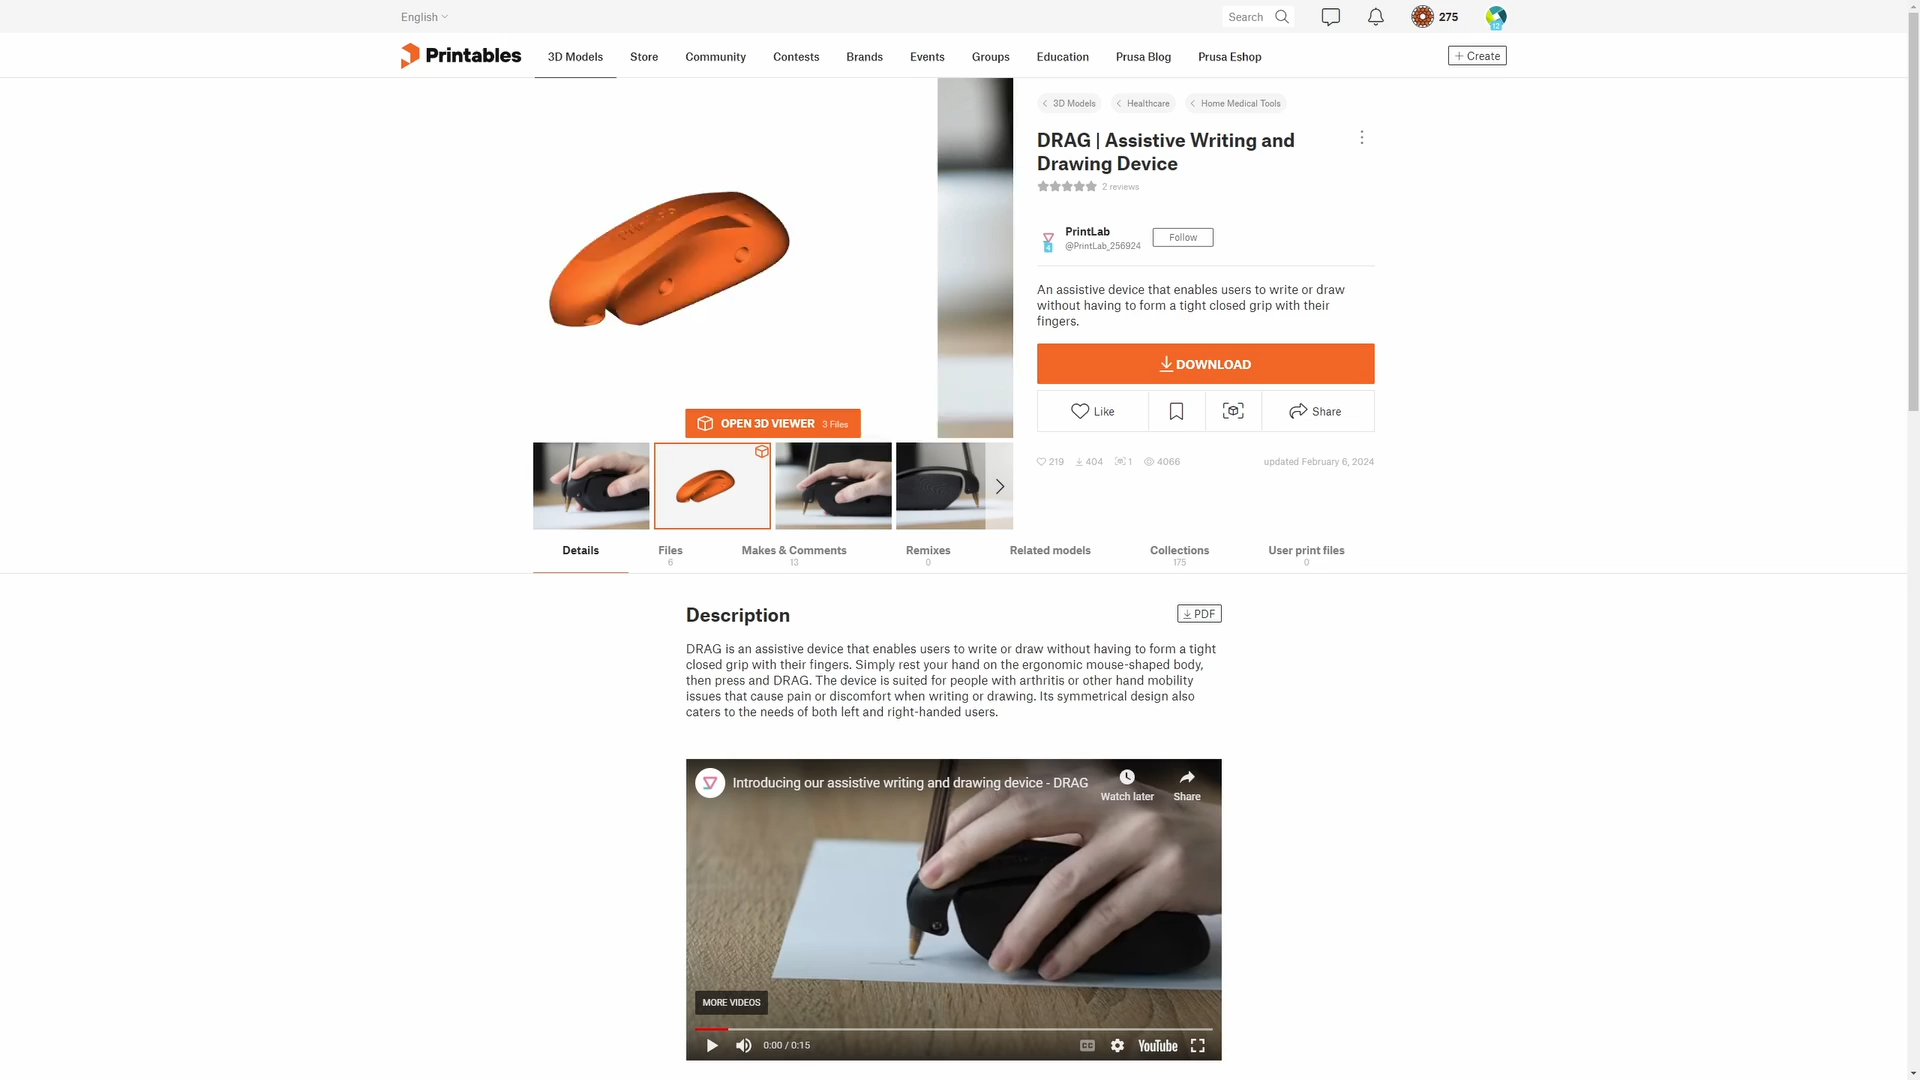 English
Search
275
12
Printables
3D Models
Store
Community
Contests
Brands
Events
Groups
Education
Prusa Blog
Prusa Eshop
+ Create
3D Models
Healthcare
Home Medical Tools
DRAG | Assistive Writing and
Drawing Device
2 reviews
PrintLab
@PrintLab_256924
4
Follow
An assistive device that enables users to write or draw
without having to form a tight closed grip with their
fingers.
DOWNLOAD
OPEN 3D VIEWER 3 Files
Like
Share
219
404
1
4066
updated February 6, 2024
Details
Files
6
Makes & Comments
13
Remixes
0
Related models
Collections
175
User print files
0
Description
PDF
DRAG is an assistive device that enables users to write or draw without having to form a tight
closed grip with their fingers. Simply rest your hand on the ergonomic mouse-shaped body,
then press and DRAG. The device is suited for people with arthritis or other hand mobility
issues that cause pain or discomfort when writing or drawing. Its symmetrical design also
caters to the needs of both left and right-handed users.
Introducing our assistive writing and drawing device - DRAG
Watch later
Share
MORE VIDEOS
0:00 / 0:15
CC
YouTube